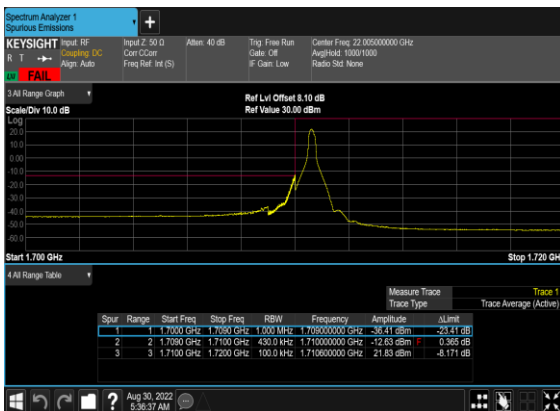 Spectrum Analyzer 1
Spurious Emissions
+
KEYSIGHT Input: RF Input Z: 50 Ω Atten: 40 dB Trig: Free Run Center Freq: 22.005000000 GHz
R T Coupling: DC Corr CCorr Gate: Off Avg|Hold: 1000/1000
Align: Auto Freq Ref: Int (S) IF Gain: Low Radio Std: None
LV FAIL
3 All Range Graph
Ref Lvl Offset 8.10 dB
Scale/Div 10.0 dB Ref Value 30.00 dBm
Log
20.0
10.0
0.00
-10.0
-20.0
-30.0
-40.0
-50.0
-60.0
Start 1.700 GHz Stop 1.720 GH
4 All Range Table
Measure Trace Trace 1
Trace Type Trace Average (Active)
Spur Range Start Freq Stop Freq RBW Frequency Amplitude ΔLimit
1 1 1.7000 GHz 1.7090 GHz 1.000 MHz 1.709000000 GHz -36.41 dBm -23.41 dB
2 2 1.7090 GHz 1.7100 GHz 430.0 kHz 1.710000000 GHz -12.63 dBm F 0.365 dB
3 3 1.7100 GHz 1.7200 GHz 100.0 kHz 1.710600000 GHz 21.83 dBm -8.171 dB
? Aug 30, 2022
5:36:37 AM